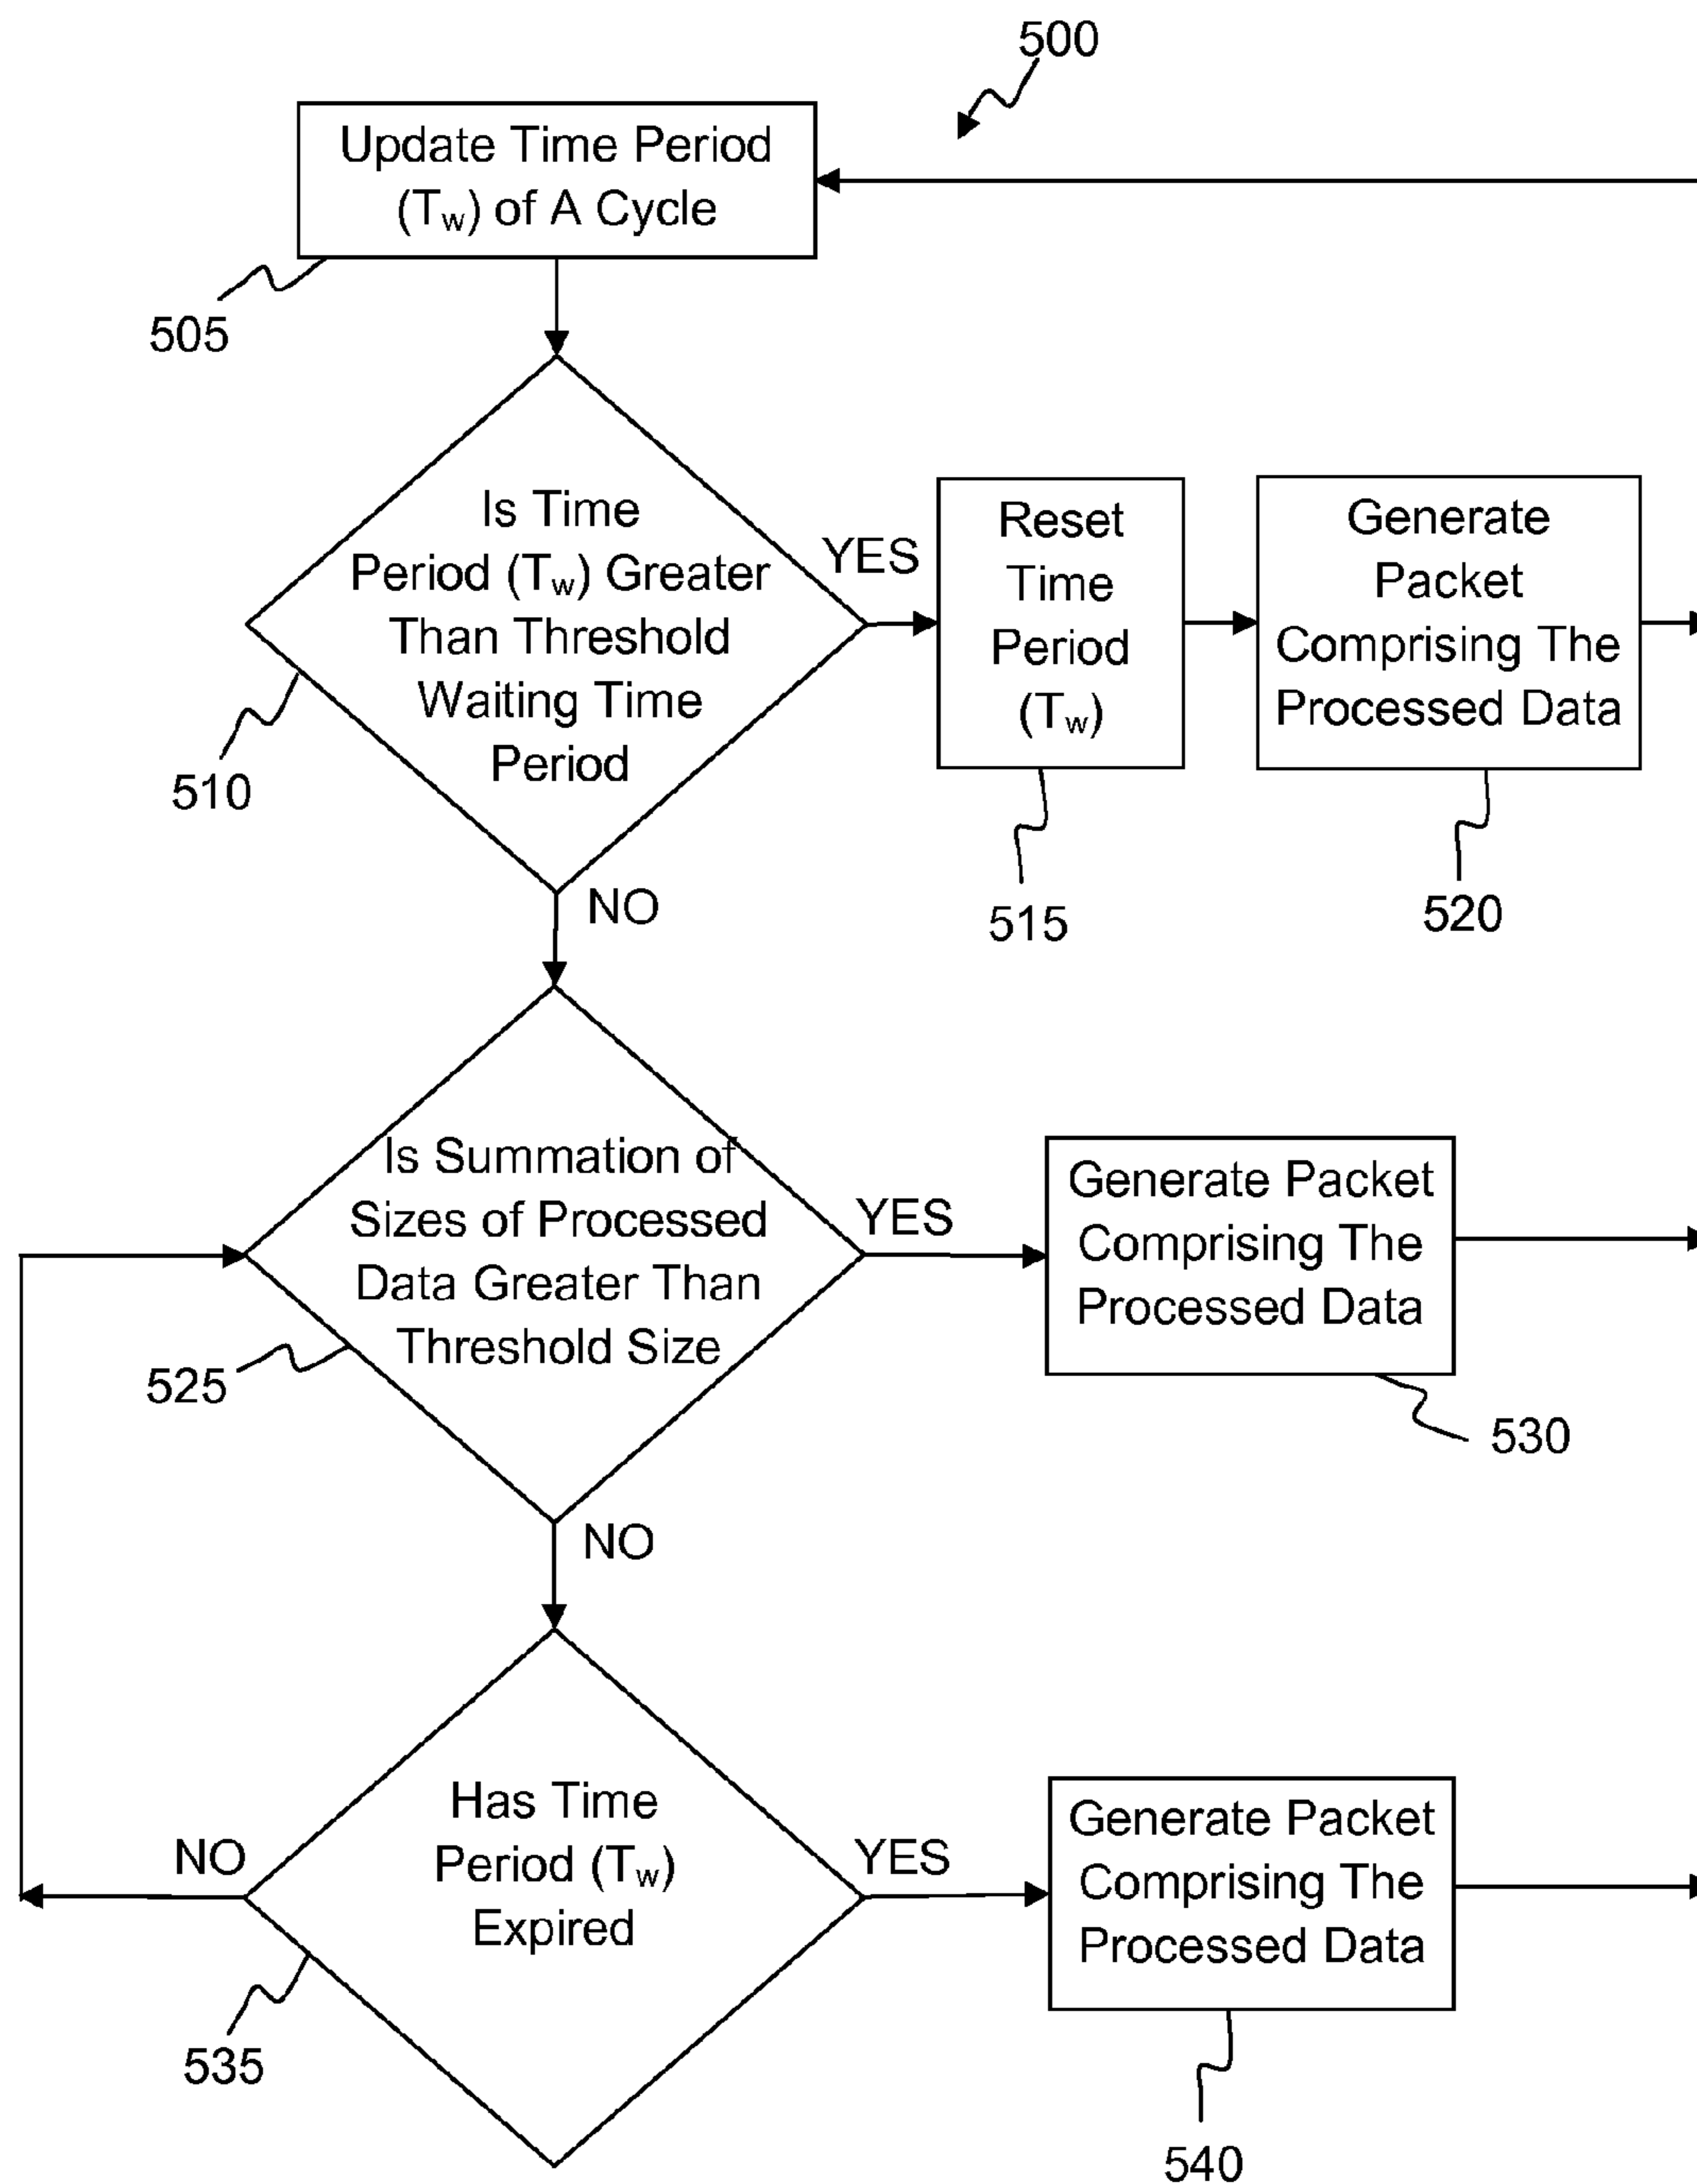 500
Update Time Period
(Tw) of A Cycle
505
Is Time
Period (Tw) Greater
Than Threshold
Waiting Time
Period
510
YES
Reset
Time
Period
(Tw)
515
Generate
Packet
Comprising The
Processed Data
520
NO
Is Summation of
Sizes of Processed
Data Greater Than
Threshold Size
525
YES
Generate Packet
Comprising The
Processed Data
530
NO
Has Time
Period (Tw)
Expired
535
NO
YES
Generate Packet
Comprising The
Processed Data
540